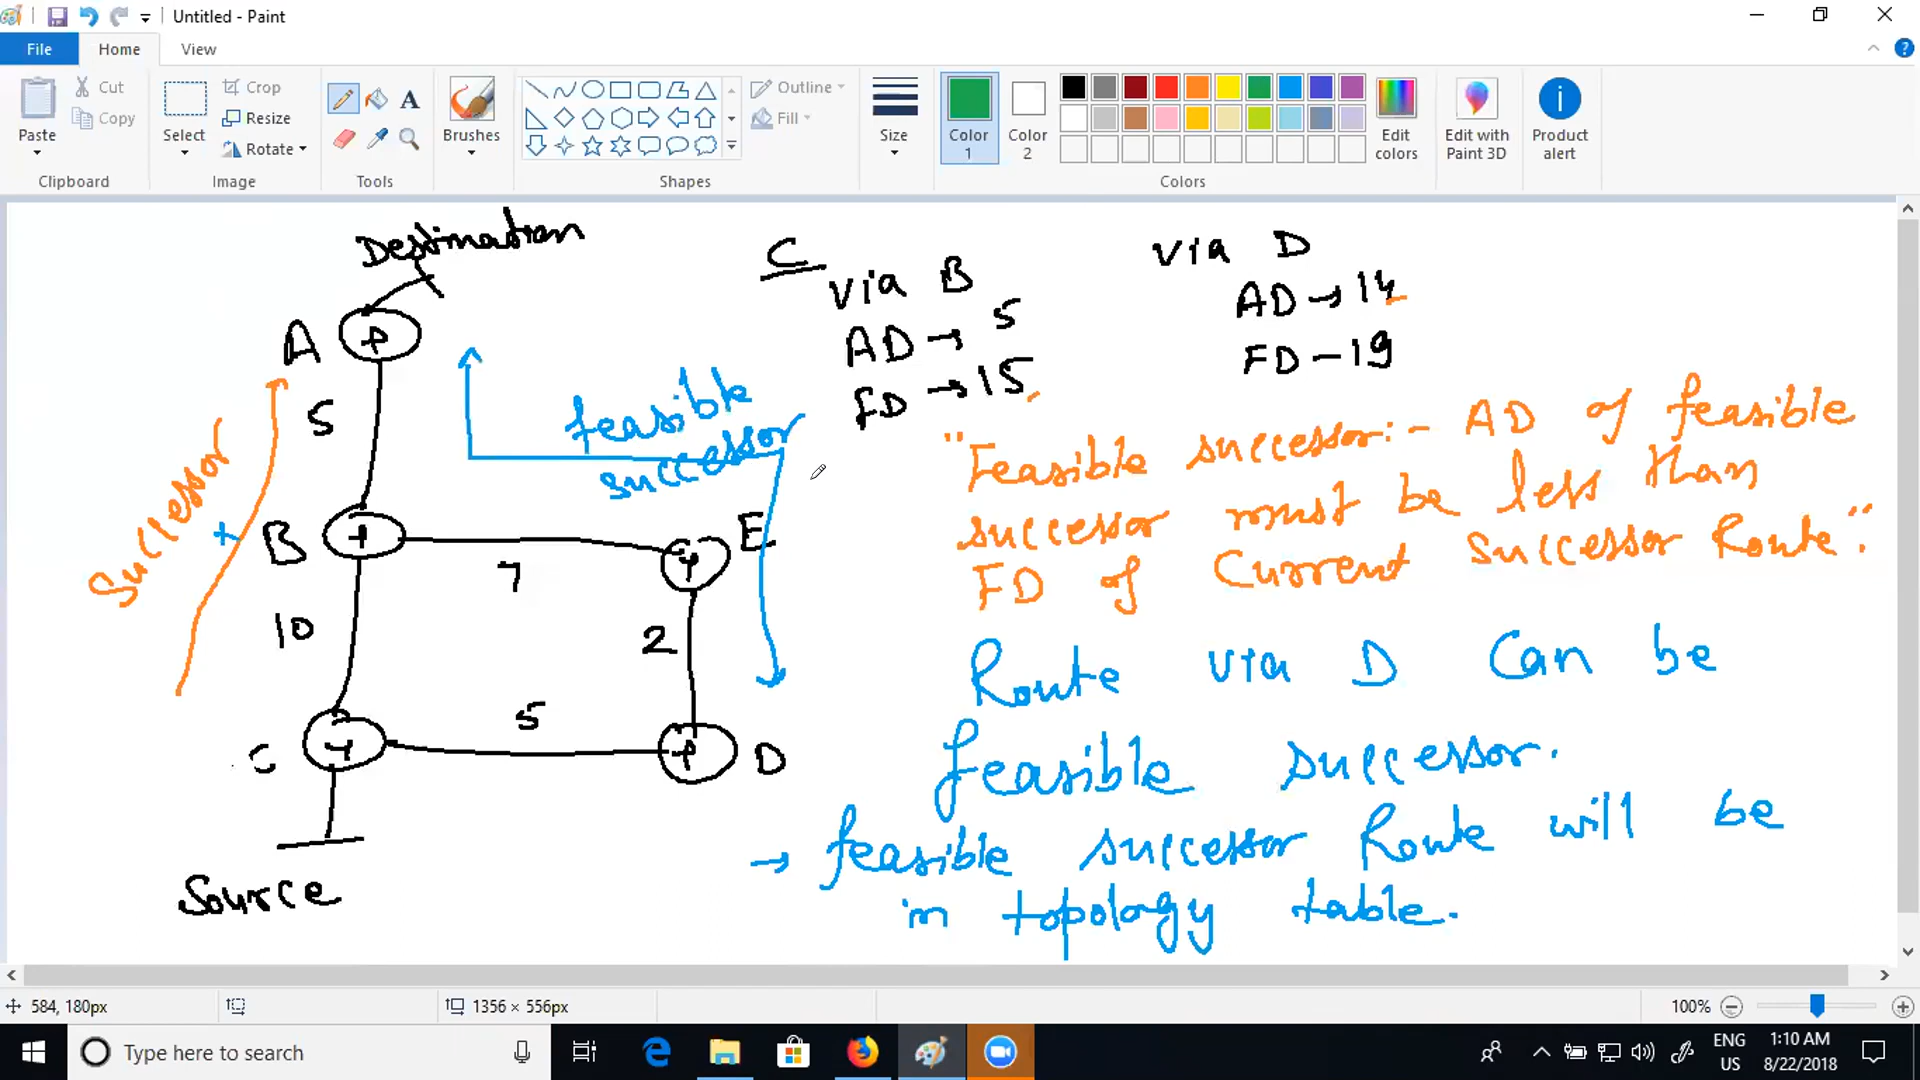 Untitled - Paint
File Home View
Paste
Cut
Copy
Clipboard
Select
Crop
Resize
Rotate
Image
Tools
Brushes
Shapes
Outline
Fill
Size
Color 1
Color 2
Edit colors
Colors
Edit with Paint 3D
Product alert
Destination
A
5
Successor
B
10
7
E
2
C
5
D
Source
feasible
successor
C
via B
AD → 5
FD → 15
via D
AD → 14
FD - 19
"Feasible successor:- AD of feasible
successor must be less than
FD of Current Successor Route".
Route via D Can be
feasible successor.
→ feasible successor Route will be
in topology table.
584, 180px
1356 × 556px
100%
Type here to search
ENG
US
1:10 AM
8/22/2018